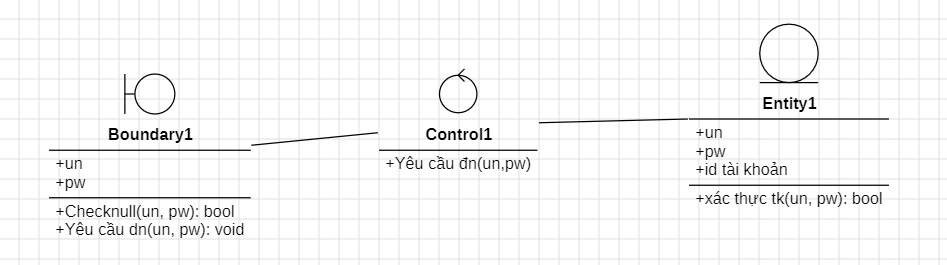 Boundary1
+un
+pw
+Checknull(un, pw): bool
+Yêu cầu dn(un, pw): void
Control1
+Yêu cầu đn(un,pw)
Entity1
+un
+pw
+id tài khoản
+xác thực tk(un, pw): bool